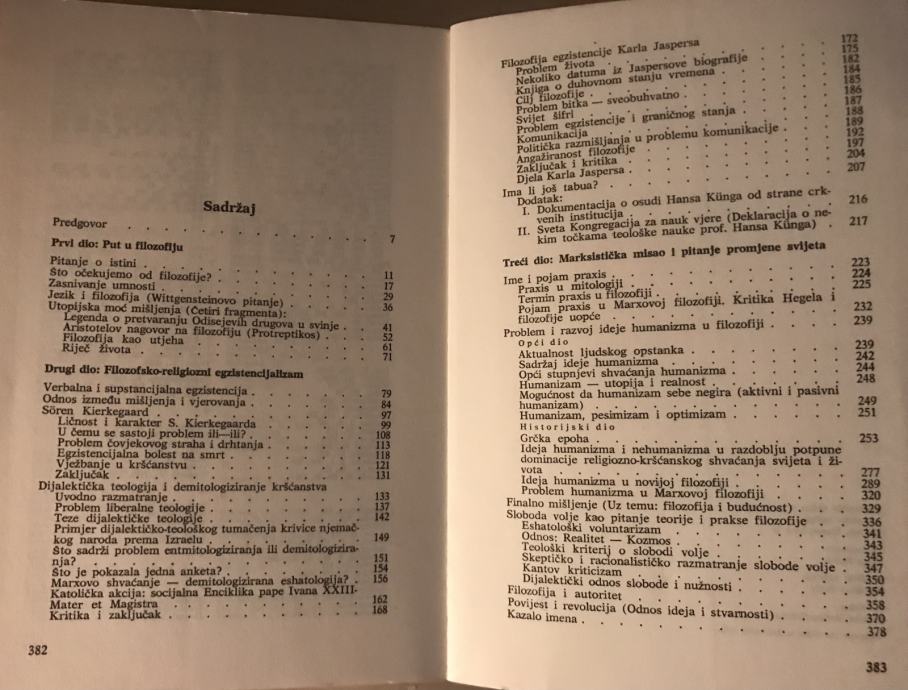 Sadržaj
Predgovor . . . . . . . . . . 7
Prvi dio: Put u filozofiju
Pitanje o istini . . . . . . . . . . 11
Što očekujemo od filozofije? . . . . . . . 17
Zasnivanje umnosti . . . . . . . . . 29
Jezik i filozofija (Wittgensteinovo pitanje) . . . . 36
Utopijska moć mišljenja (Četiri fragmenta):
Legenda o pretvaranju Odisejevih drugova u svinje . . 41
Aristotelov nagovor na filozofiju (Protreptikos) . . . 52
Filozofija kao utjeha . . . . . . . . 61
Riječ života . . . . . . . . . . 71
Drugi dio: Filozofsko-religiozni egzistencijalizam
Verbalna i supstancijalna egzistencija . . . . . 79
Odnos između mišljenja i vjerovanja . . . . . 84
Sören Kierkegaard . . . . . . . . . 97
Ličnost i karakter S. Kierkegaarda . . . . . 99
U čemu se sastoji problem ili—ili? . . . . . 108
Problem čovjekovog straha i drhtanja . . . . 113
Egzistencijalna bolest na smrt . . . . . . 118
Vježbanje u kršćanstvu . . . . . . . 121
Zaključak . . . . . . . . . . 131
Dijalektička teologija i demitologiziranje kršćanstva
Uvodno razmatranje . . . . . . . . 133
Problem liberalne teologije . . . . . . . 137
Teze dijalektičke teologije . . . . . . . 142
Primjer dijalektičko-teološkog tumačenja krivice njemač-
kog naroda prema Izraelu . . . . . . . 149
Što sadrži problem entmitologiziranja ili demitologizira-
nja? . . . . . . . . . . . 151
Što je pokazala jedna anketa? . . . . . . 154
Marxovo shvaćanje — demitologizirana eshatologija? . 156
Katolička akcija: socijalna Enciklika pape Ivana XXIII-
Mater et Magistra . . . . . . . . 162
Kritika i zaključak . . . . . . . . 168
382
Filozofija egzistencije Karla Jaspersa . . . . . 172
Problem života . . . . . . . . . 175
Nekoliko datuma iz Jaspersove biografije . . . . 182
Knjiga o duhovnom stanju vremena . . . . . 184
Cilj filozofije . . . . . . . . . 185
Problem bitka — sveobuhvatno . . . . . . 186
Svijet šifri . . . . . . . . . . 187
Problem egzistencije i graničnog stanja . . . . 188
Komunikacija . . . . . . . . . 189
Politička razmišljanja u problemu komunikacije . . . 192
Angažiranost filozofije . . . . . . . 197
Zaključak i kritika . . . . . . . . 204
Djela Karla Jaspersa . . . . . . . . 207
Ima li još tabua? . . . . . . . . .
Dodatak:
I. Dokumentacija o osudi Hansa Künga od strane crk-
venih institucija . . . . . . . . 216
II. Sveta Kongregacija za nauk vjere (Deklaracija o ne-
kim točkama teološke nauke prof. Hansa Künga) . . 217
Treći dio: Marksistička misao i pitanje promjene svijeta
Ime i pojam praxis . . . . . . . . 223
Praxis u mitologiji . . . . . . . . 224
Termin praxis u filozofiji . . . . . . . 225
Pojam praxis u Marxovoj filozofiji. Kritika Hegela i
filozofije uopće . . . . . . . . . 232
Problem i razvoj ideje humanizma u filozofiji . . . 239
Opći dio
Aktualnost ljudskog opstanka . . . . . . 239
Sadržaj ideje humanizma . . . . . . . 242
Opći stupnjevi shvaćanja humanizma . . . . . 244
Humanizam — utopija i realnost . . . . . . 248
Mogućnost da humanizam sebe negira (aktivni i pasivni
humanizam) . . . . . . . . . 249
Humanizam, pesimizam i optimizam . . . . . 251
Historijski dio
Grčka epoha . . . . . . . . . 253
Ideja humanizma i nehumanizma u razdoblju potpune
dominacije religiozno-kršćanskog shvaćanja svijeta i ži-
vota . . . . . . . . . . . 277
Ideja humanizma u novijoj filozofiji . . . . . 289
Problem humanizma u Marxovoj filozofiji . . . . 320
Finalno mišljenje (Uz temu: filozofija i budućnost) . . 329
Sloboda volje kao pitanje teorije i prakse filozofije . . 336
Eshatološki voluntarizam . . . . . . . 341
Odnos: Realitet — Kozmos . . . . . . . 343
Teološki kriterij o slobodi volje . . . . . . 345
Skeptičko i racionalističko razmatranje slobode volje . 347
Kantov kriticizam . . . . . . . . 350
Dijalektički odnos slobode i nužnosti . . . . . 354
Filozofija i autoritet . . . . . . . . 358
Povijest i revolucija (Odnos ideja i stvarnosti) . . . 370
Kazalo imena . . . . . . . . . . 378
383